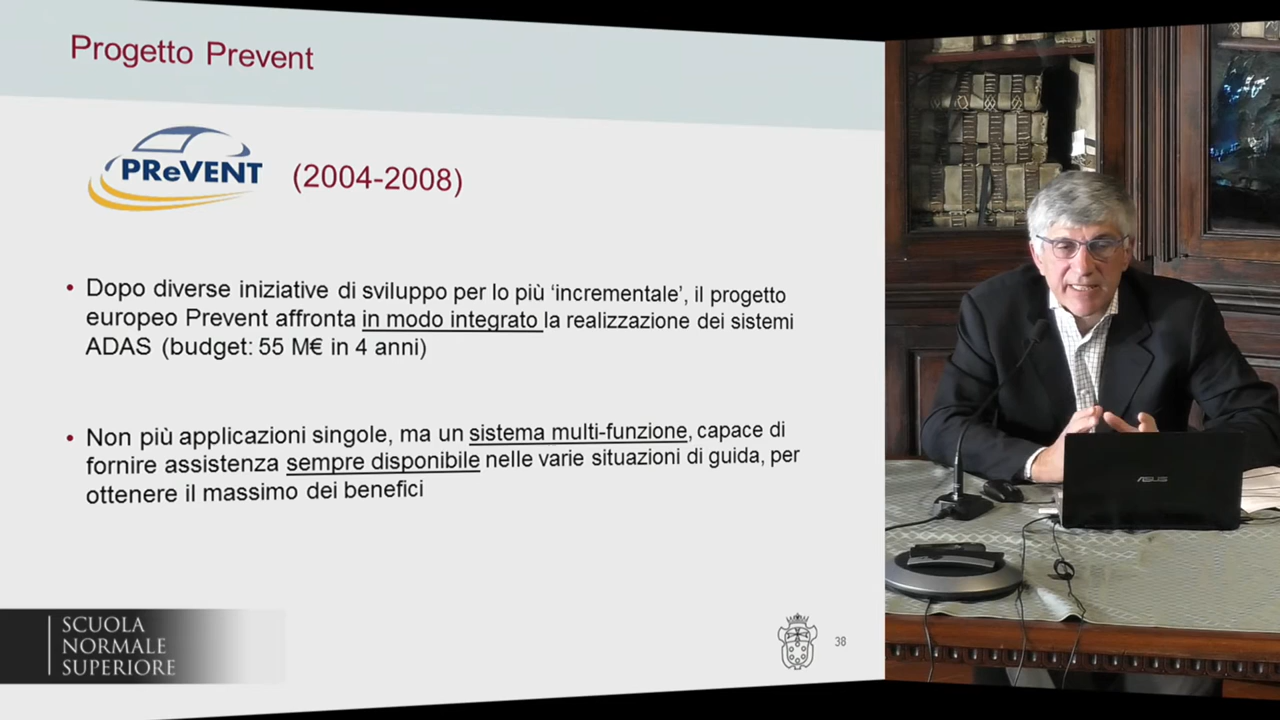 Progetto Prevent
PReVENT
(2004-2008)
• Dopo diverse iniziative di sviluppo per lo più ‘incrementale’, il progetto
europeo Prevent affronta in modo integrato la realizzazione dei sistemi
ADAS (budget: 55 M€ in 4 anni)
• Non più applicazioni singole, ma un sistema multi-funzione, capace di
fornire assistenza sempre disponibile nelle varie situazioni di guida, per
ottenere il massimo dei benefici
SCUOLA
NORMALE
SUPERIORE
38
ASUS